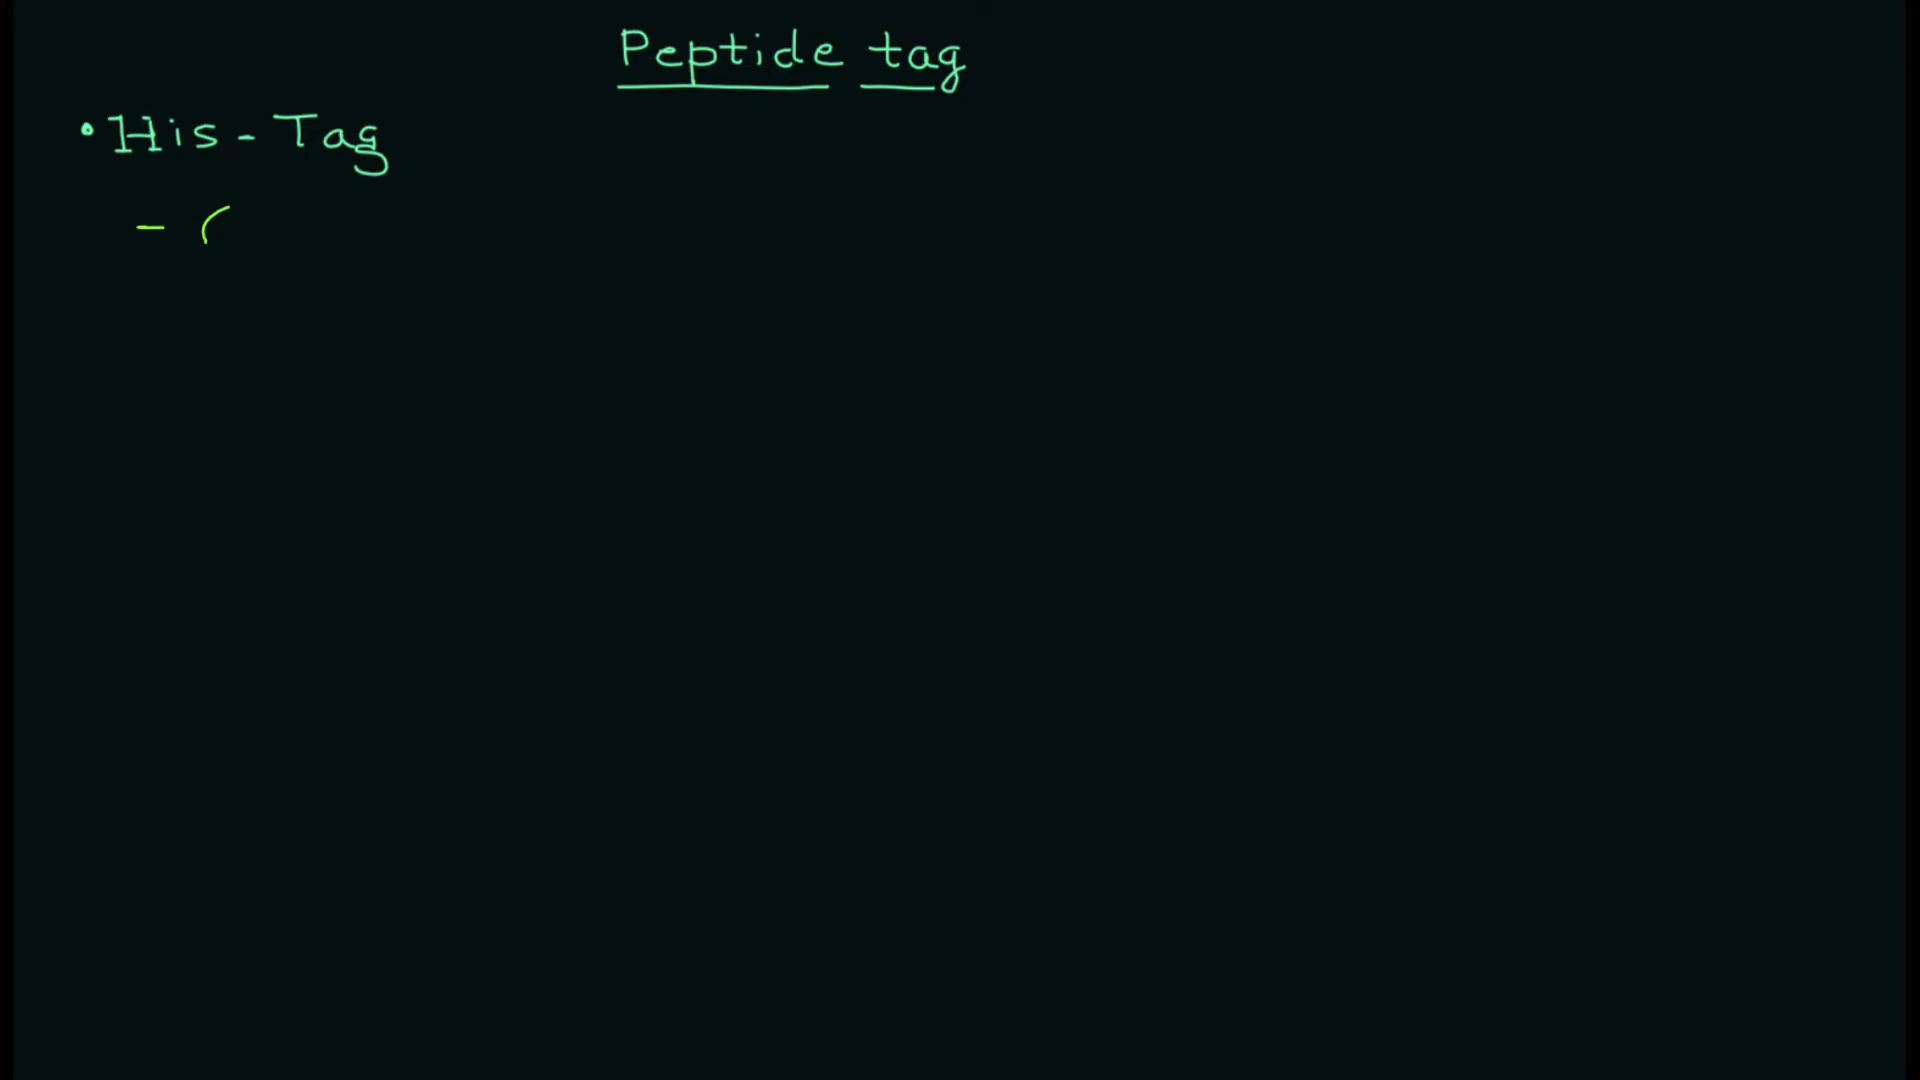 Peptide tag
• His - Tag
-